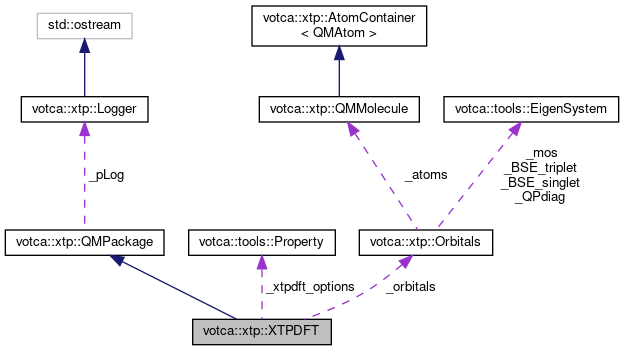 std::ostream
votca::xtp::AtomContainer
< QMAtom >
votca::xtp::Logger
votca::xtp::QMMolecule
votca::tools::EigenSystem
_pLog
_atoms
_mos
_BSE_triplet
_BSE_singlet
_QPdiag
votca::xtp::QMPackage
votca::tools::Property
votca::xtp::Orbitals
_xtpdft_options
_orbitals
votca::xtp::XTPDFT